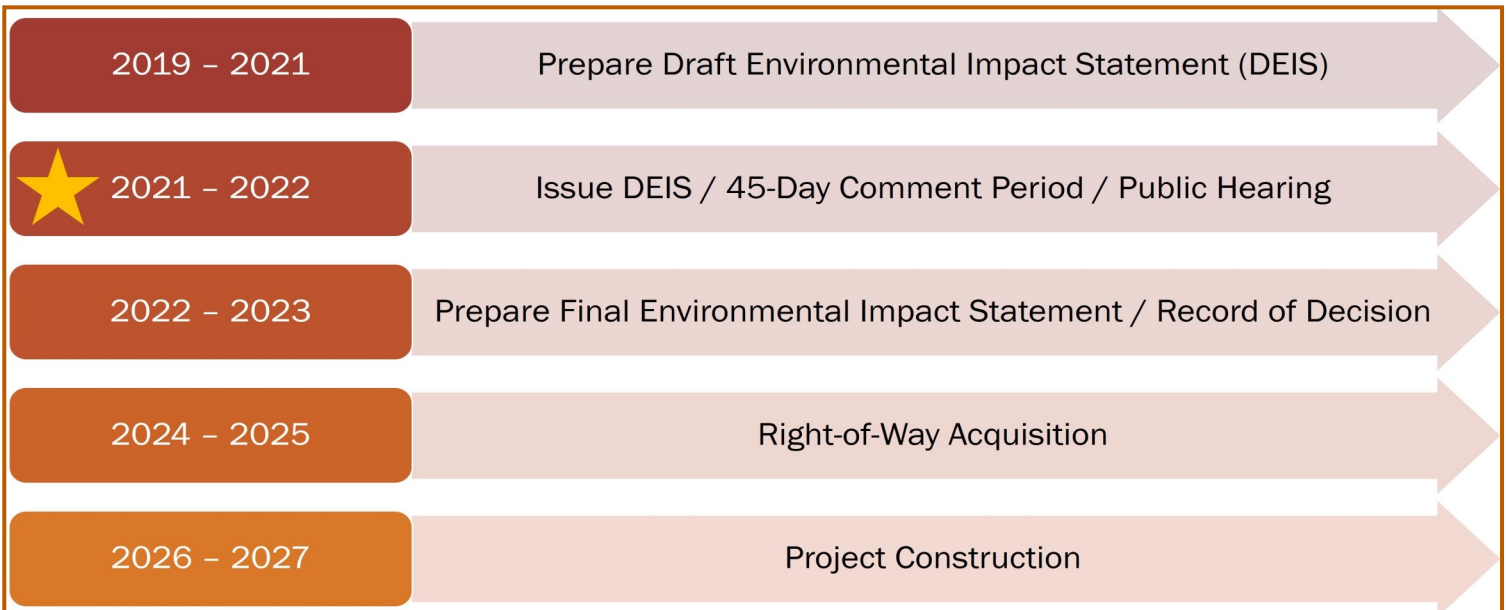 2019 – 2021 Prepare Draft Environmental Impact Statement (DEIS)
2021 – 2022 Issue DEIS / 45-Day Comment Period / Public Hearing
2022 – 2023 Prepare Final Environmental Impact Statement / Record of Decision
2024 – 2025 Right-of-Way Acquisition
2026 – 2027 Project Construction